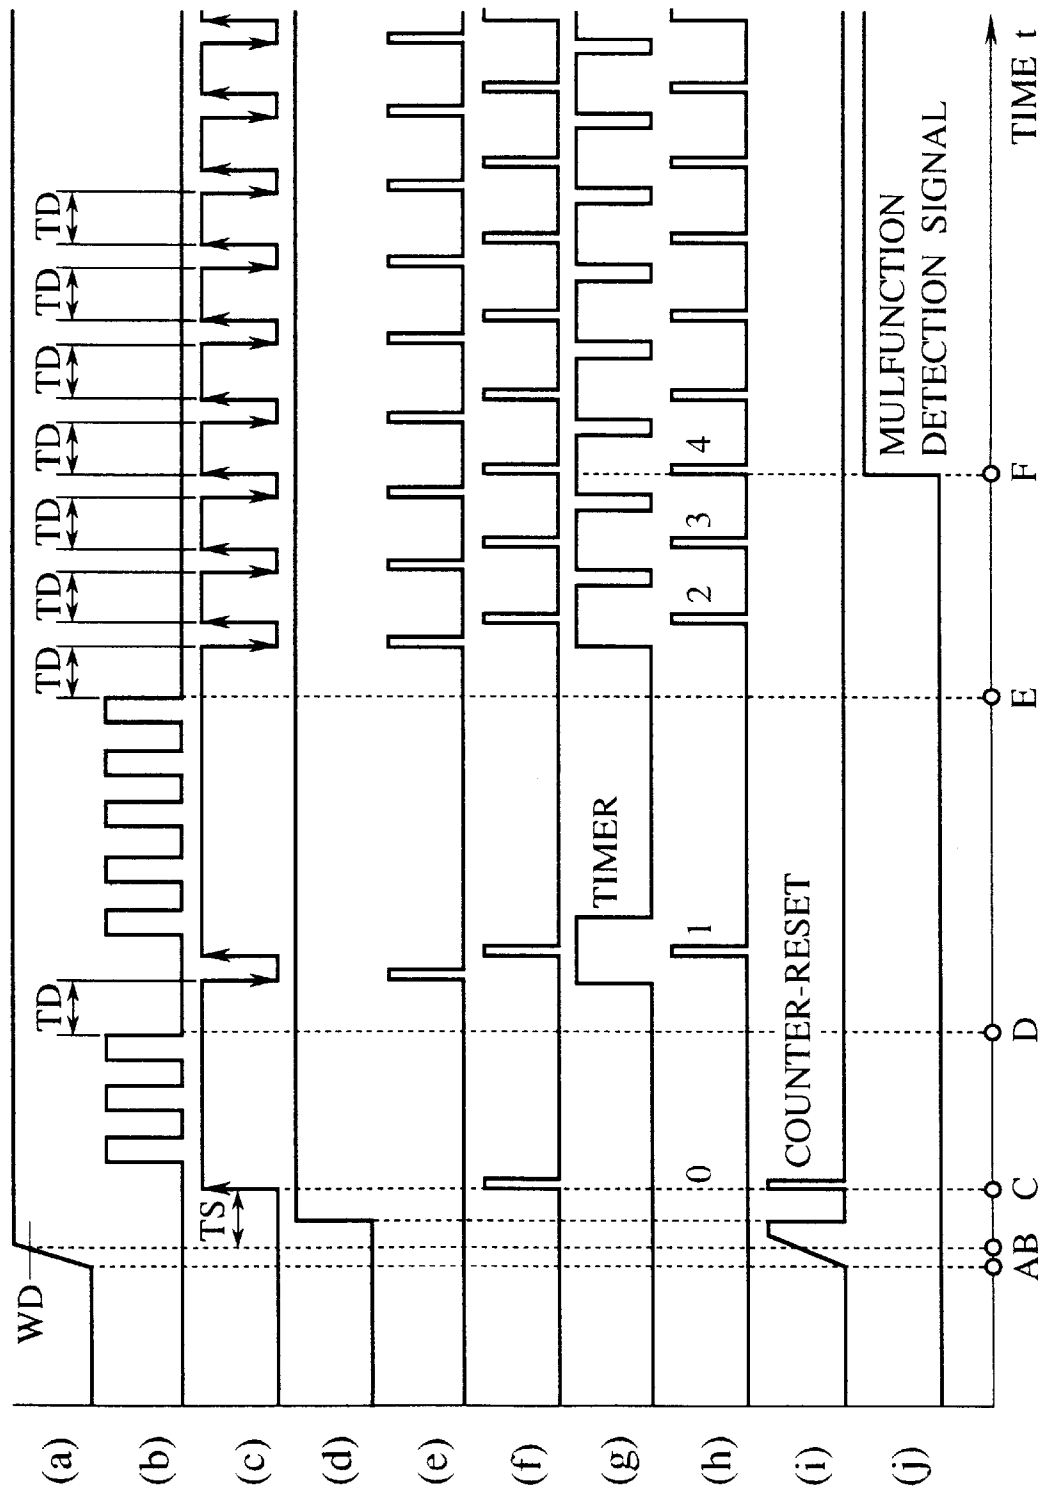 (a)
WD
TD
TD
TD
TD
TD
TD
TD
(b)
(c)
TS
(d)
(e)
(f)
(g)
TIMER
(h)
0
1
2
3
4
(i)
COUNTER-RESET
(j)
MULFUNCTION
DETECTION SIGNAL
A
B
C
D
E
F
TIME t